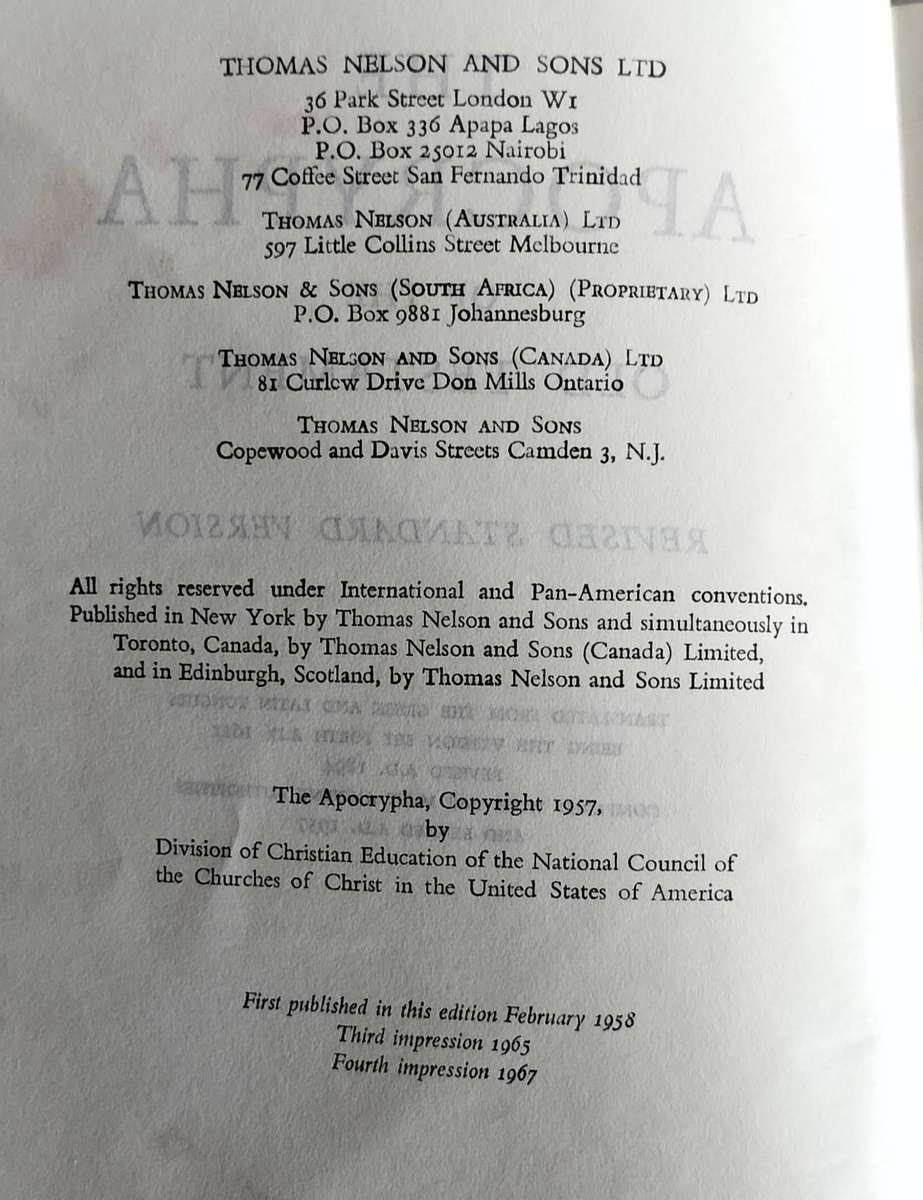 THOMAS NELSON AND SONS LTD
36 Park Street London W1
P.O. Box 336 Apapa Lagos
P.O. Box 25012 Nairobi
77 Coffee Street San Fernando Trinidad
THOMAS NELSON (AUSTRALIA) LTD
597 Little Collins Street Melbourne
THOMAS NELSON & SONS (SOUTH AFRICA) (PROPRIETARY) LTD
P.O. Box 9881 Johannesburg
THOMAS NELSON AND SONS (CANADA) LTD
81 Curlew Drive Don Mills Ontario
THOMAS NELSON AND SONS
Copewood and Davis Streets Camden 3, N.J.
All rights reserved under International and Pan-American conventions.
Published in New York by Thomas Nelson and Sons and simultaneously in
Toronto, Canada, by Thomas Nelson and Sons (Canada) Limited,
and in Edinburgh, Scotland, by Thomas Nelson and Sons Limited
The Apocrypha, Copyright 1957,
by
Division of Christian Education of the National Council of
the Churches of Christ in the United States of America
First published in this edition February 1958
Third impression 1965
Fourth impression 1967